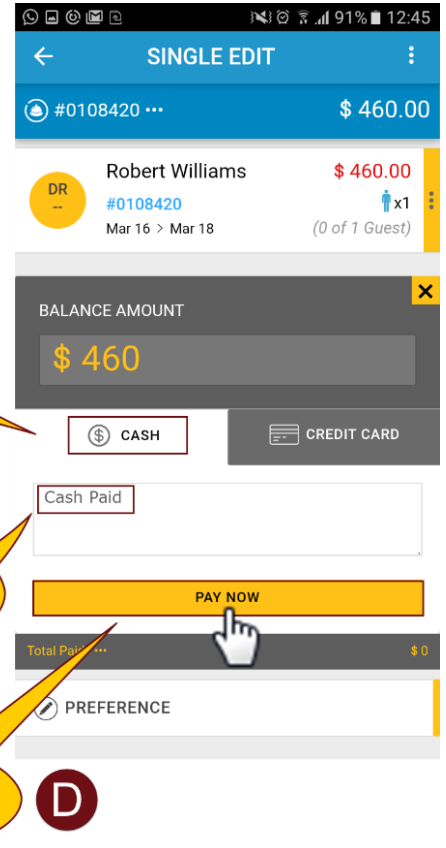 91% 12:45
SINGLE EDIT
#0108420 ••• $ 460.00
Robert Williams $ 460.00
DR
-- #0108420 x1
Mar 16 > Mar 18 (0 of 1 Guest)
BALANCE AMOUNT
$ 460
$ CASH CREDIT CARD
Cash Paid
PAY NOW
Total Paid ••• $ 0
PREFERENCE
D